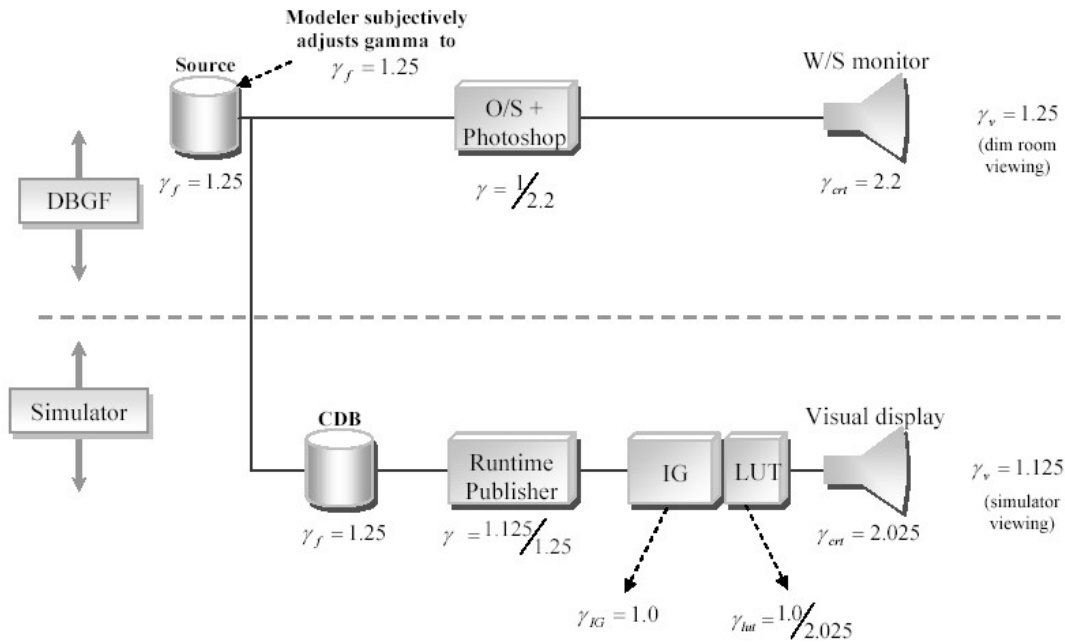 Modeler subjectively
adjusts gamma to
γf = 1.25
Source
γf = 1.25
O/S +
Photoshop
γ = 1/2.2
W/S monitor
γcrt = 2.2
γv = 1.25
(dim room
viewing)
DBGF
Simulator
CDB
γf = 1.25
Runtime
Publisher
γ = 1.125/1.25
IG
LUT
Visual display
γcrt = 2.025
γv = 1.125
(simulator
viewing)
γIG = 1.0
γlut = 1.0/2.025